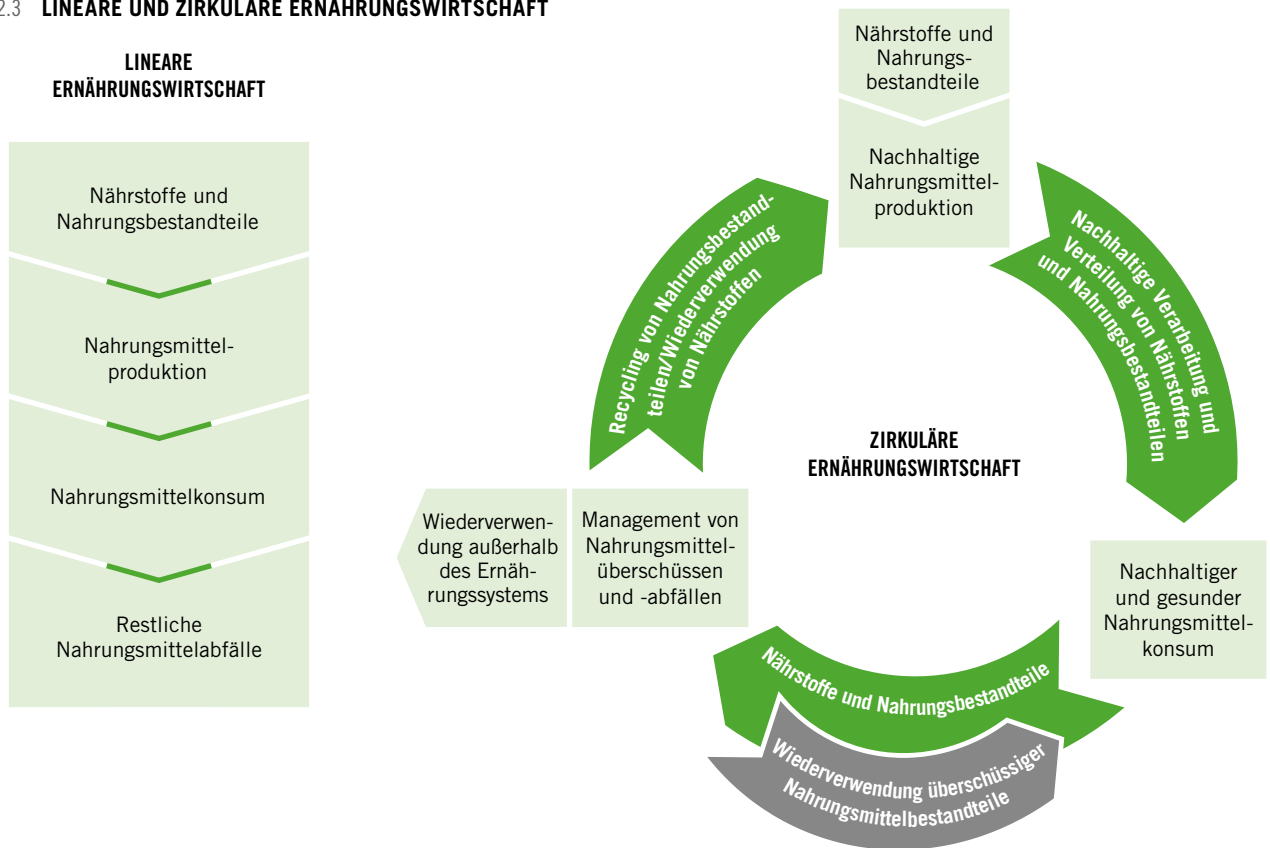 2.3 LINEARE UND ZIRKULÄRE ERNÄHRUNGSWIRTSCHAFT
LINEARE
ERNÄHRUNGSWIRTSCHAFT
Nährstoffe und
Nahrungsbestandteile
Nahrungsmittel-
produktion
Nahrungsmittelkonsum
Restliche
Nahrungsmittelabfälle
Nährstoffe und
Nahrungs-
bestandteile
Nachhaltige
Nahrungsmittel-
produktion
Nachhaltige Verarbeitung und
Verteilung von Nährstoffen
und Nahrungsbestandteilen
Nachhaltiger
und gesunder
Nahrungsmittel-
konsum
Nährstoffe und Nahrungsbestandteile
Wiederverwendung überschüssiger
Nahrungsmittelbestandteile
Management von
Nahrungsmittel-
überschüssen
und -abfällen
Wiederverwen-
dung außerhalb
des Ernäh-
rungssystems
Recycling von Nahrungsbestand-
teilen/Wiederverwendung
von Nährstoffen
ZIRKULÄRE
ERNÄHRUNGSWIRTSCHAFT